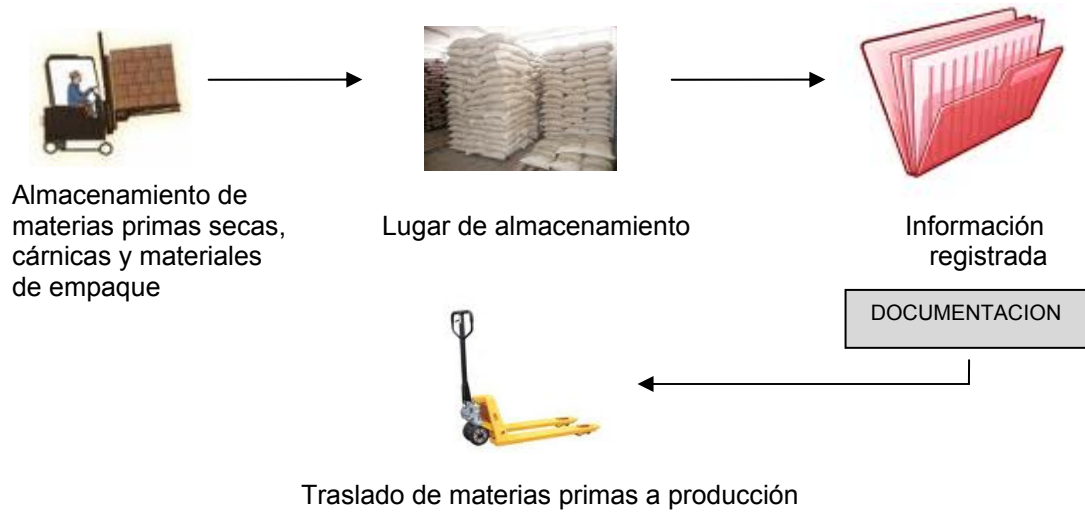 Almacenamiento de
materias primas secas,
cárnicas y materiales
de empaque
Lugar de almacenamiento
Información
registrada
DOCUMENTACION
Traslado de materias primas a producción